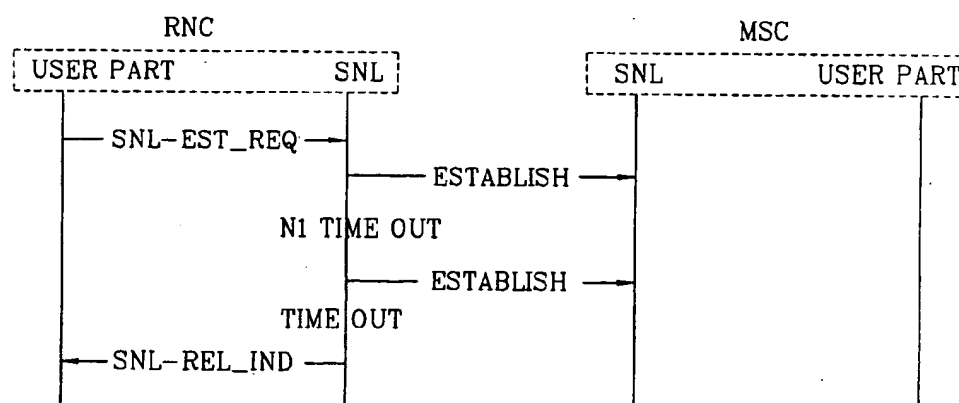 RNC MSC
USER PART SNL SNL USER PART
SNL-EST_REQ
ESTABLISH
N1 TIME OUT
ESTABLISH
TIME OUT
SNL-REL_IND